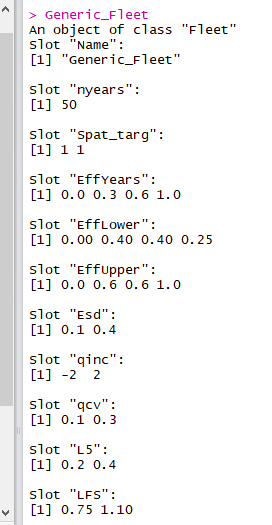 > Generic_Fleet
An object of class "Fleet"
Slot "Name":
[1] "Generic_Fleet"
Slot "nyears":
[1] 50
Slot "Spat_targ":
[1] 1 1
Slot "EffYears":
[1] 0.0 0.3 0.6 1.0
Slot "EffLower":
[1] 0.00 0.40 0.40 0.25
Slot "EffUpper":
[1] 0.0 0.6 0.6 1.0
Slot "Esd":
[1] 0.1 0.4
Slot "qinc":
[1] -2  2
Slot "qcv":
[1] 0.1 0.3
Slot "L5":
[1] 0.2 0.4
Slot "LFS":
[1] 0.75 1.10